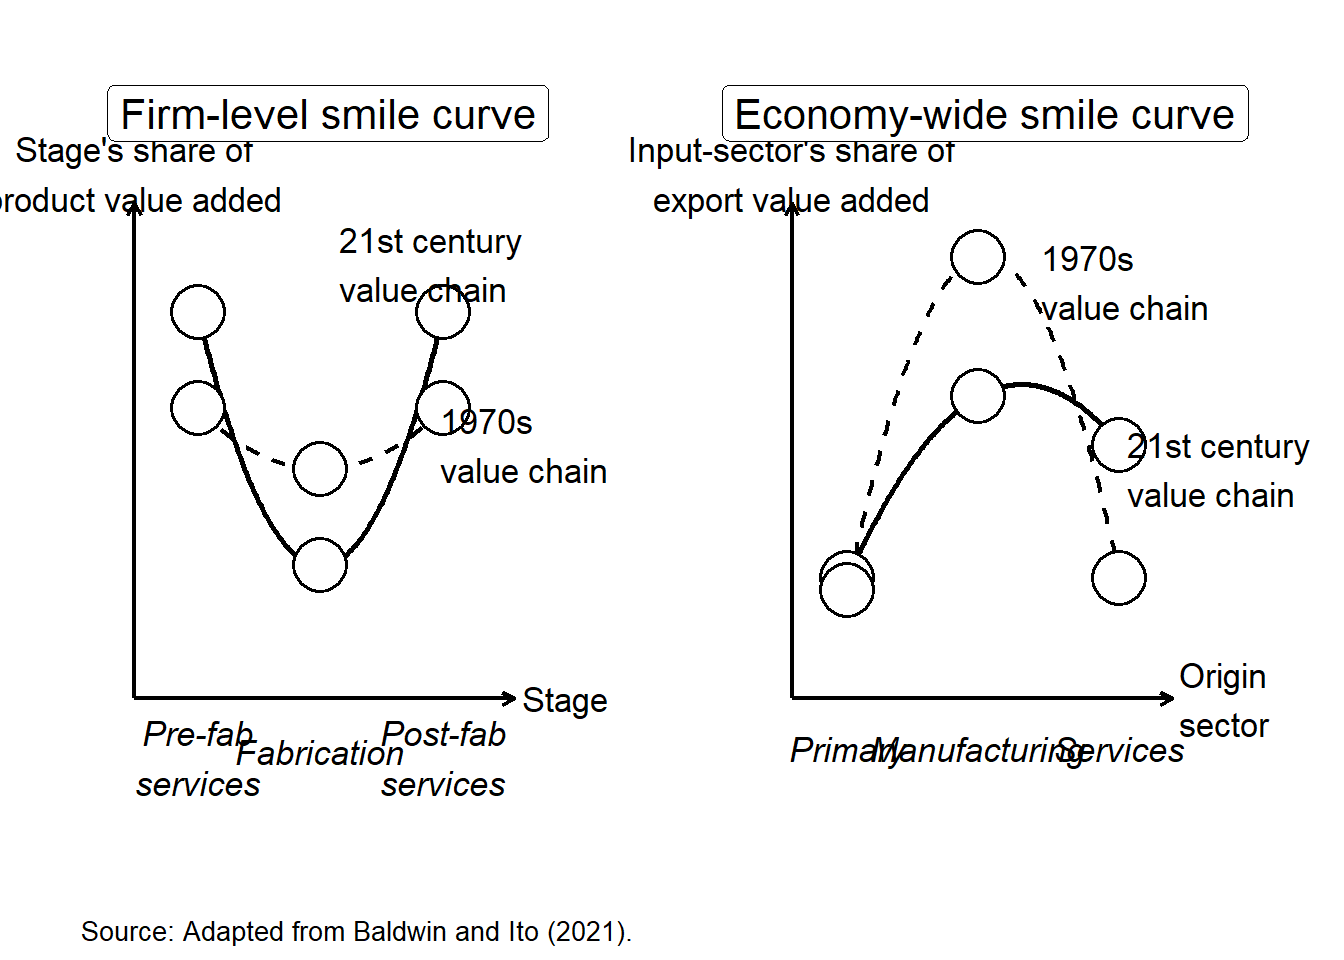 Firm-level smile curve
Stage's share of
product value added
21st century
value chain
1970s
value chain
Stage
Pre-fab
services
Fabrication
Post-fab
services
Economy-wide smile curve
Input-sector's share of
export value added
1970s
value chain
21st century
value chain
Origin
sector
Primary
Manufacturing
Services
Source: Adapted from Baldwin and Ito (2021).